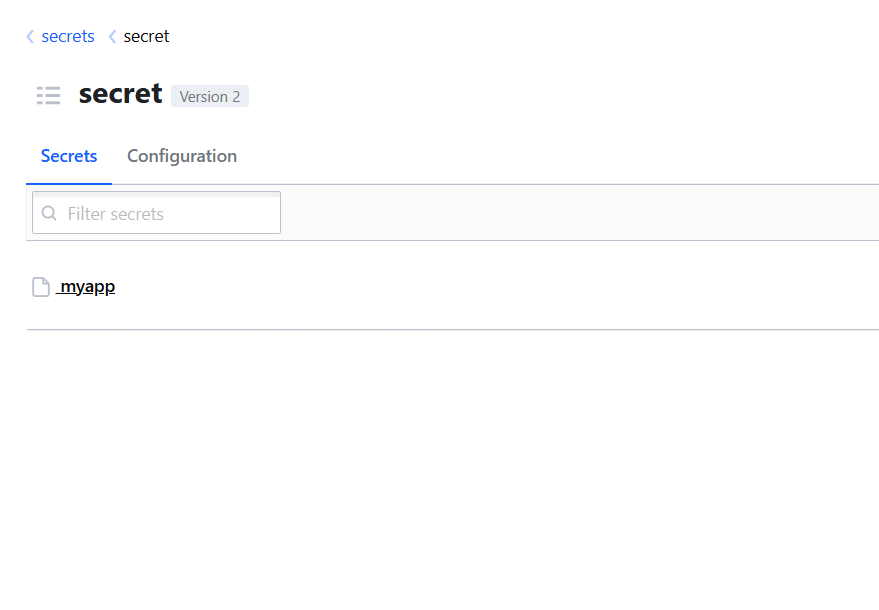 secrets secret
secret Version 2
Secrets Configuration
Filter secrets
myapp